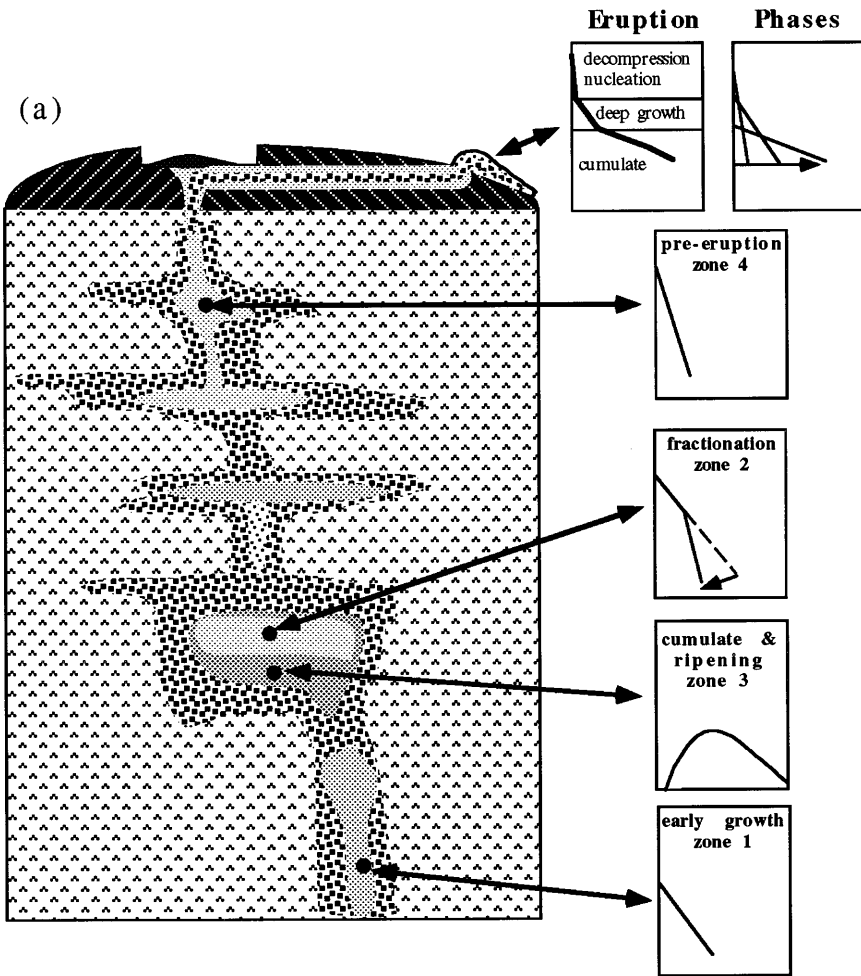 Eruption
Phases
(a)
decompression
nucleation
deep growth
cumulate
pre-eruption
zone 4
fractionation
zone 2
cumulate &
ripening
zone 3
early growth
zone 1